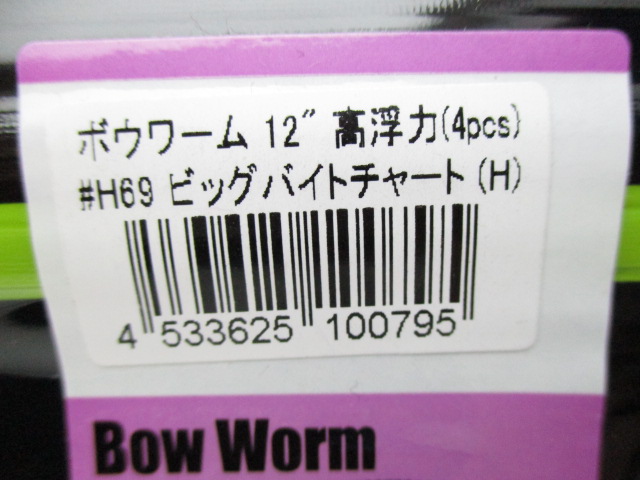 ボウワーム 12″ 高浮力(4pcs)
#H69 ビッグバイトチャート (H)
4 533625 100795
Bow Worm